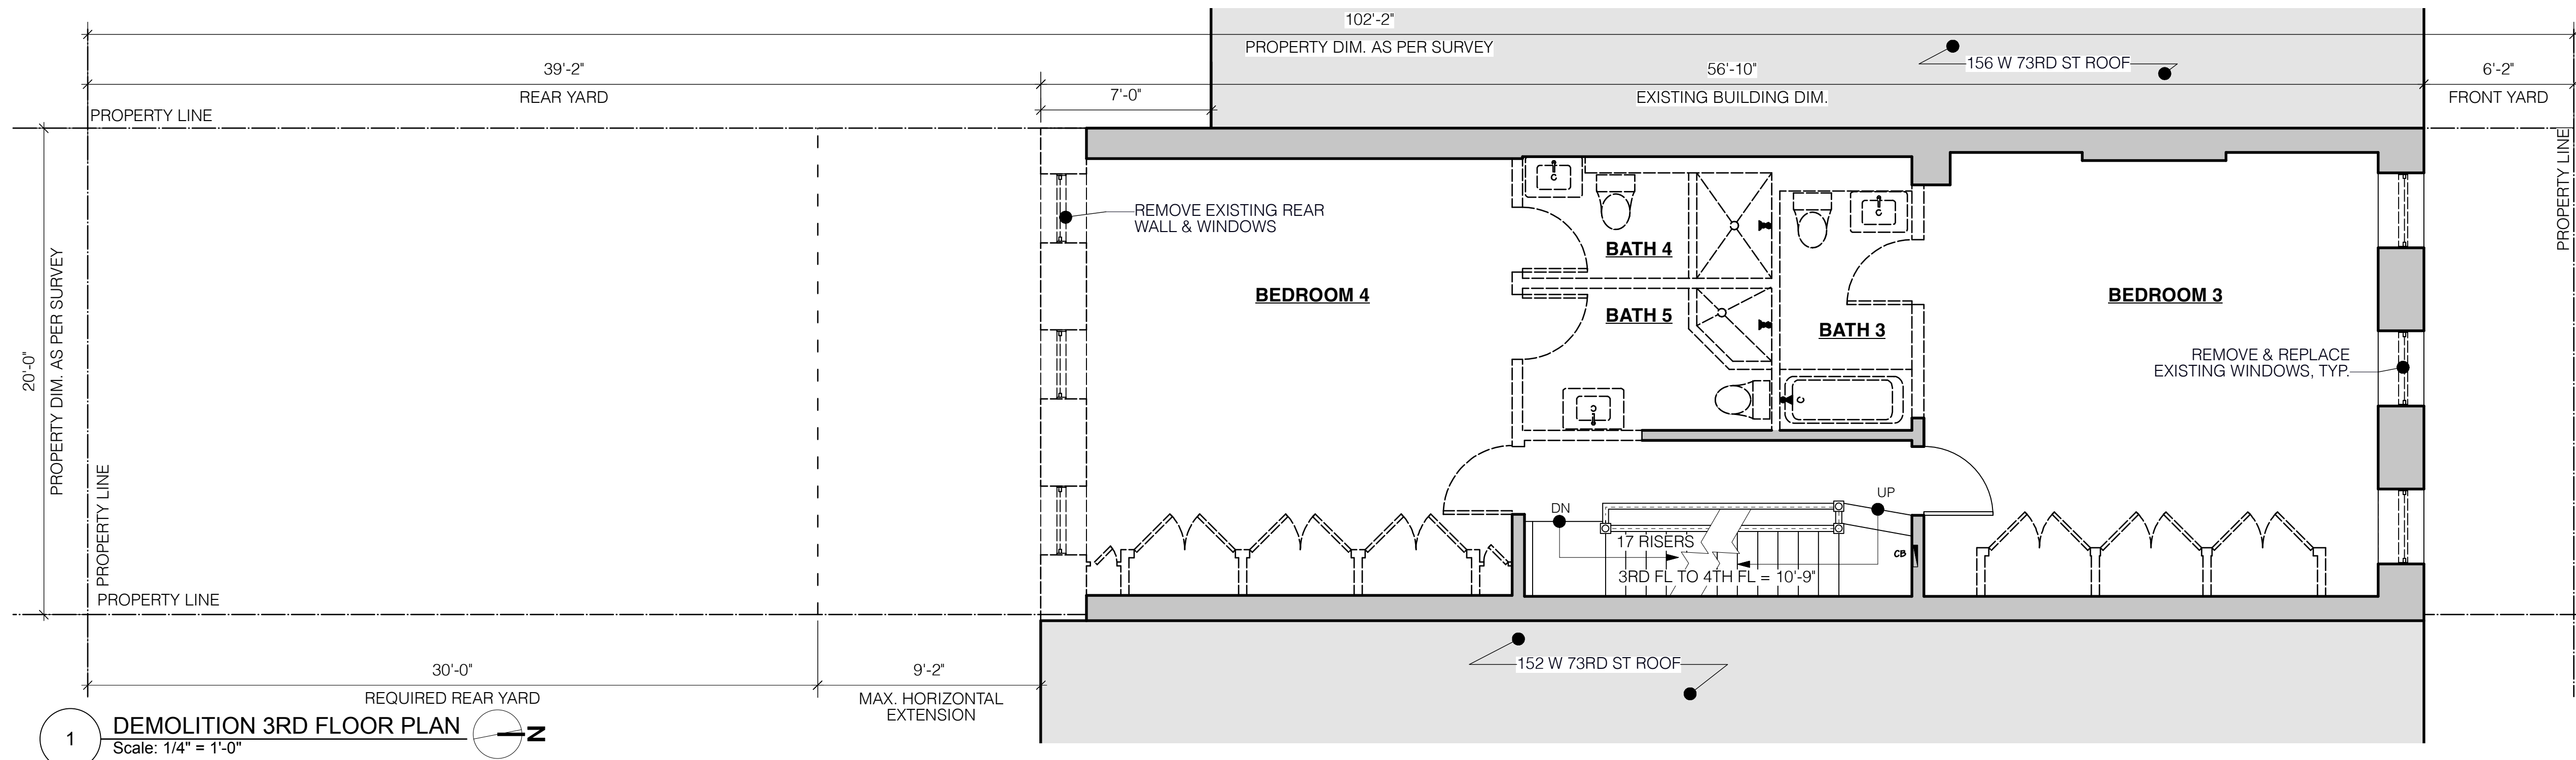 102'-2"
PROPERTY DIM. AS PER SURVEY
39'-2"
REAR YARD
7'-0"
56'-10"
EXISTING BUILDING DIM.
156 W 73RD ST ROOF
6'-2"
FRONT YARD
PROPERTY LINE
PROPERTY LINE
REMOVE EXISTING REAR
WALL & WINDOWS
BATH 4
BEDROOM 4
BATH 5
BATH 3
BEDROOM 3
REMOVE & REPLACE
EXISTING WINDOWS, TYP.
20'-0"
PROPERTY DIM. AS PER SURVEY
PROPERTY LINE
PROPERTY LINE
DN
UP
17 RISERS
CB
3RD FL TO 4TH FL = 10'-9"
152 W 73RD ST ROOF
30'-0"
REQUIRED REAR YARD
9'-2"
MAX. HORIZONTAL
EXTENSION
1
DEMOLITION 3RD FLOOR PLAN
Scale: 1/4" = 1'-0"
N
C
C
C
C